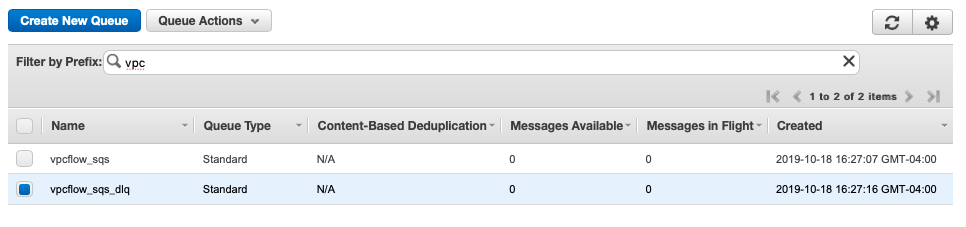 Create New Queue Queue Actions
Filter by Prefix: vpc
1 to 2 of 2 items
Name Queue Type Content-Based Deduplication Messages Available Messages in Flight Created
vpcflow_sqs Standard N/A 0 0 2019-10-18 16:27:07 GMT-04:00
vpcflow_sqs_dlq Standard N/A 0 0 2019-10-18 16:27:16 GMT-04:00